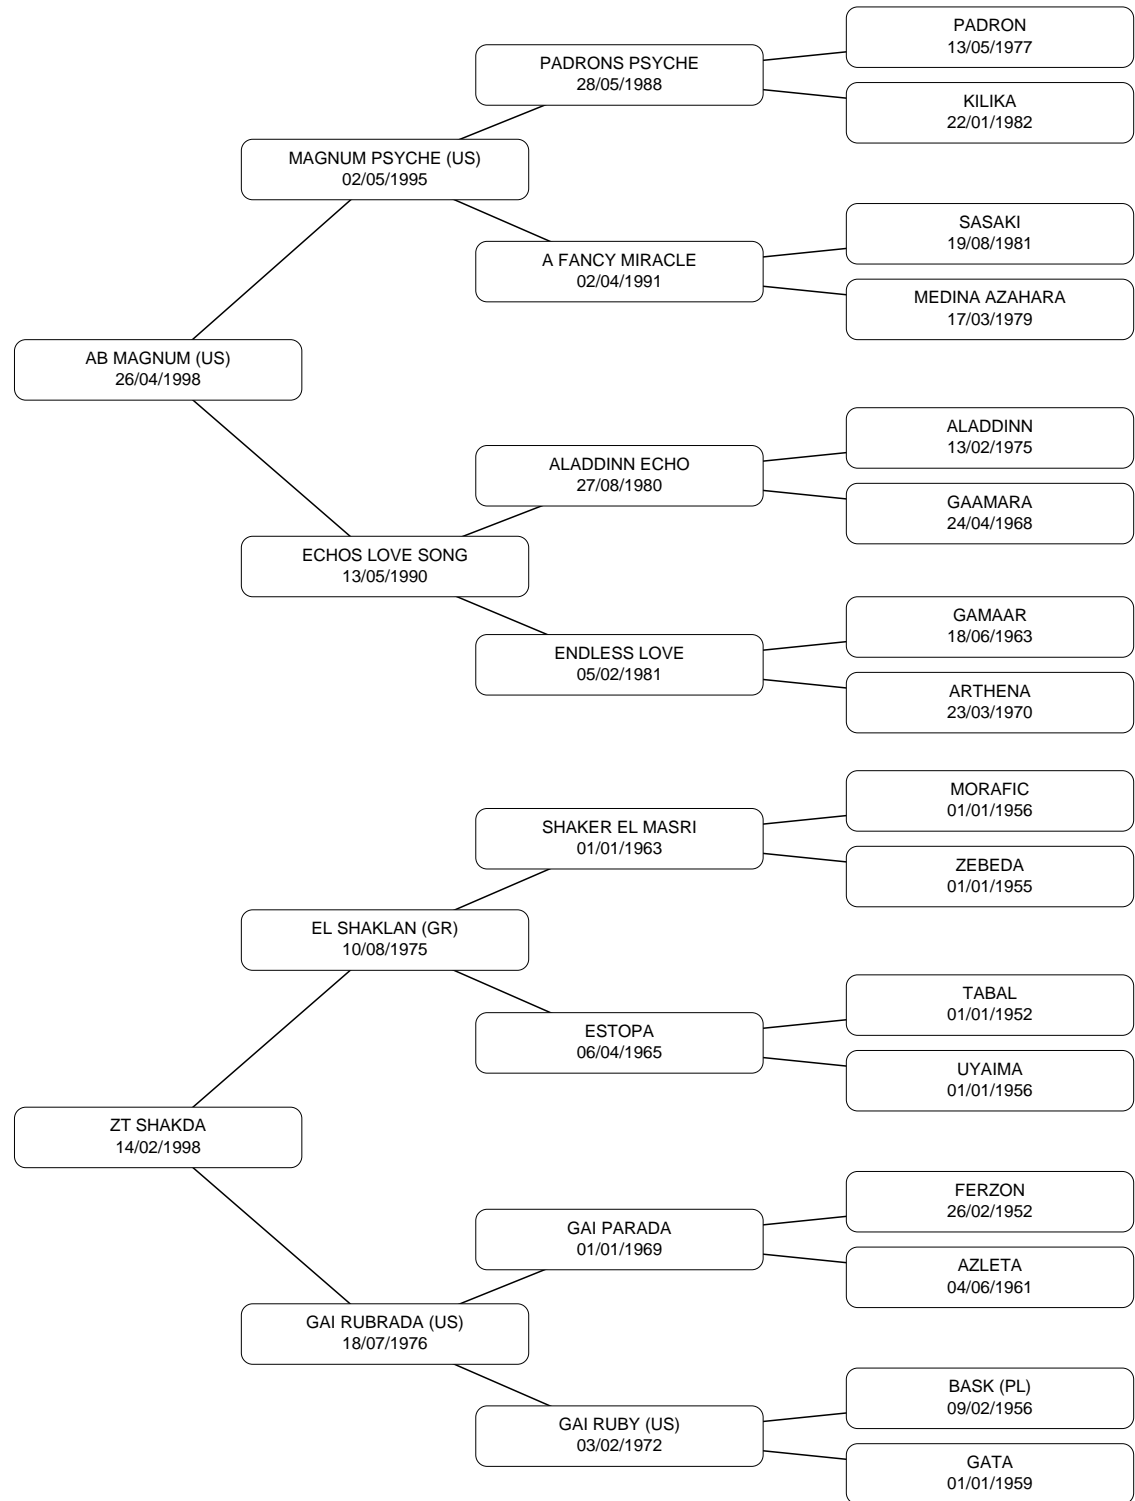 PADRON
13/05/1977
PADRONS PSYCHE
28/05/1988
KILIKA
22/01/1982
MAGNUM PSYCHE (US)
02/05/1995
SASAKI
19/08/1981
A FANCY MIRACLE
02/04/1991
MEDINA AZAHARA
17/03/1979
AB MAGNUM (US)
26/04/1998
ALADDINN
13/02/1975
ALADDINN ECHO
27/08/1980
GAAMARA
24/04/1968
ECHOS LOVE SONG
13/05/1990
GAMAAR
18/06/1963
ENDLESS LOVE
05/02/1981
ARTHENA
23/03/1970
MORAFIC
01/01/1956
SHAKER EL MASRI
01/01/1963
ZEBEDA
01/01/1955
EL SHAKLAN (GR)
10/08/1975
TABAL
01/01/1952
ESTOPA
06/04/1965
UYAIMA
01/01/1956
ZT SHAKDA
14/02/1998
FERZON
26/02/1952
GAI PARADA
01/01/1969
AZLETA
04/06/1961
GAI RUBRADA (US)
18/07/1976
BASK (PL)
09/02/1956
GAI RUBY (US)
03/02/1972
GATA
01/01/1959